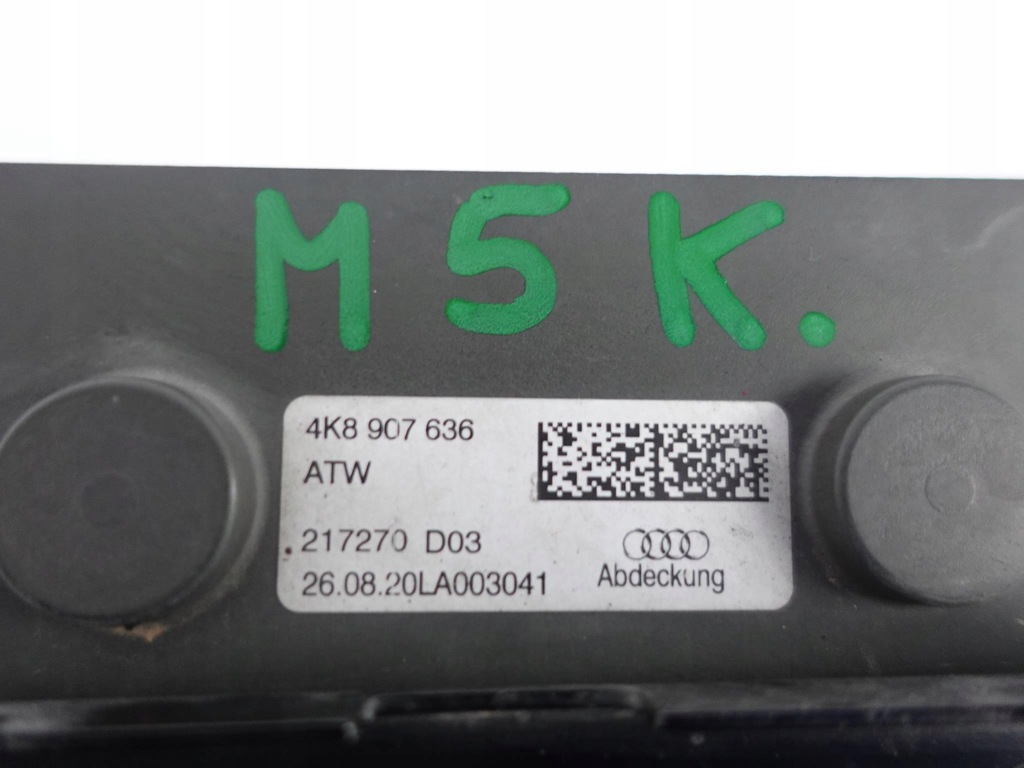 M5K.
4K8 907 636
ATW
217270 D03
26.08.20LA003041
Abdeckung